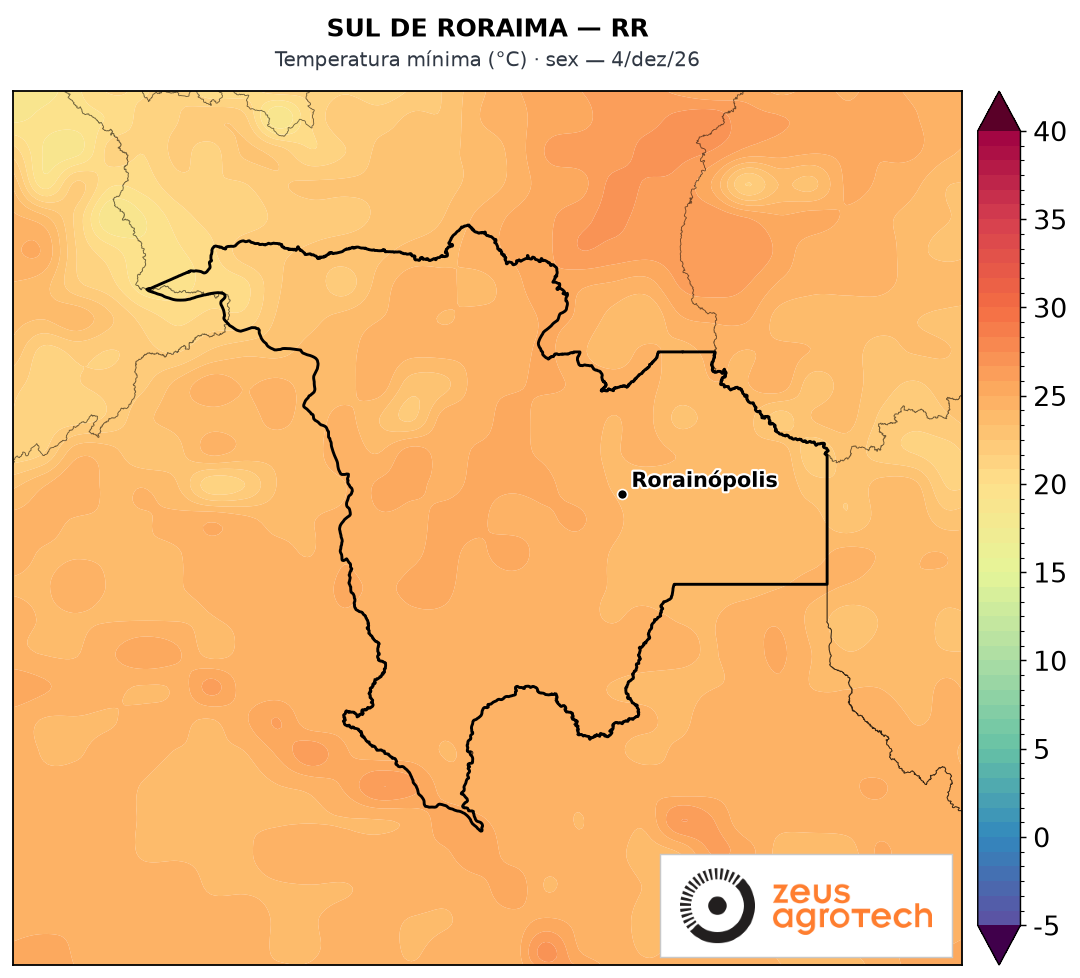 SUL DE RORAIMA — RR
Temperatura mínima (°C) · sex — 4/dez/26
40
35
30
25
20
15
10
5
0
-5
Rorainópolis
zeus
agrotech